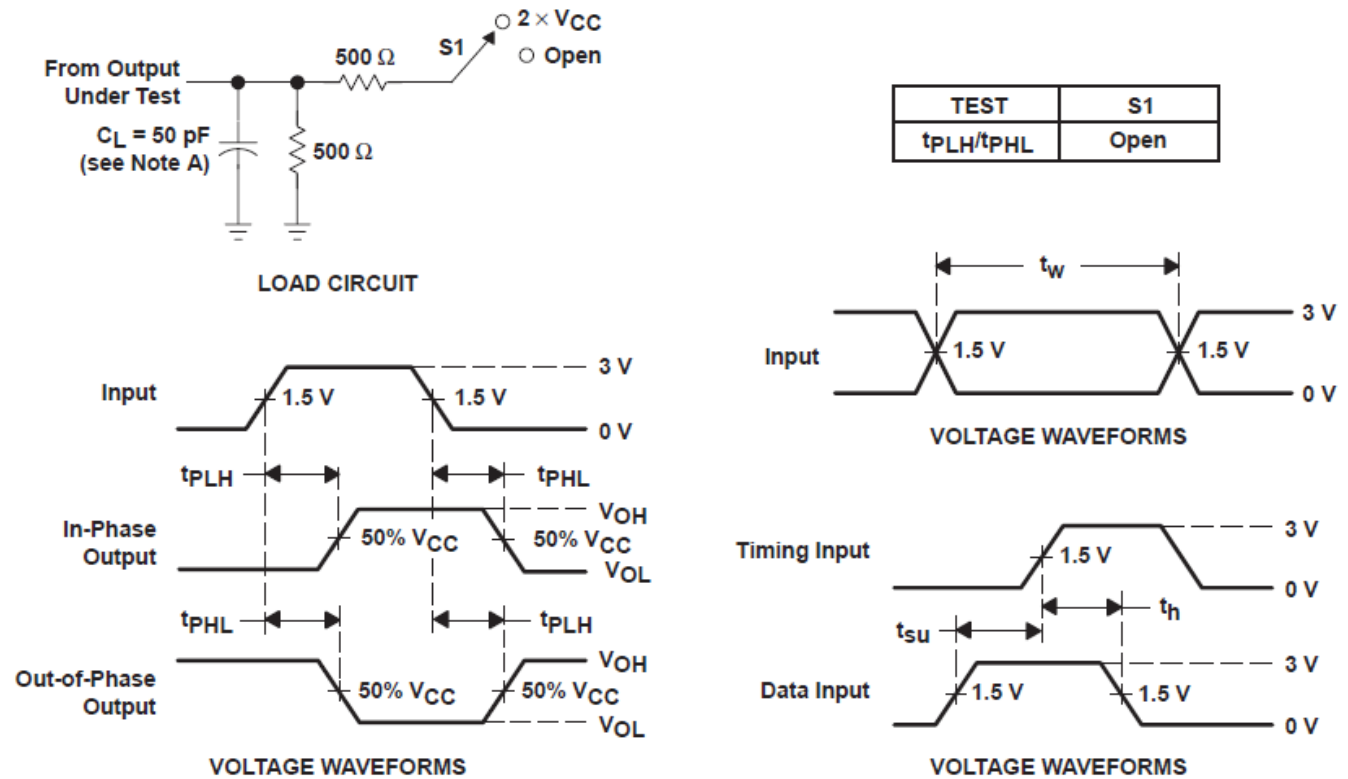 2 × VCC
S1
Open
500 Ω
From Output
Under Test
CL = 50 pF
(see Note A)
500 Ω
LOAD CIRCUIT
TEST S1
tPLH/tPHL Open
tw
3 V
Input 1.5 V 1.5 V
0 V
VOLTAGE WAVEFORMS
3 V
Input 1.5 V 1.5 V
0 V
tPLH tPHL
VOH
In-Phase
Output
50% VCC 50% VCC
VOL
tPHL tPLH
VOH
Out-of-Phase
Output
50% VCC 50% VCC
VOL
VOLTAGE WAVEFORMS
3 V
Timing Input 1.5 V
0 V
th
tsu
3 V
Data Input 1.5 V 1.5 V
0 V
VOLTAGE WAVEFORMS